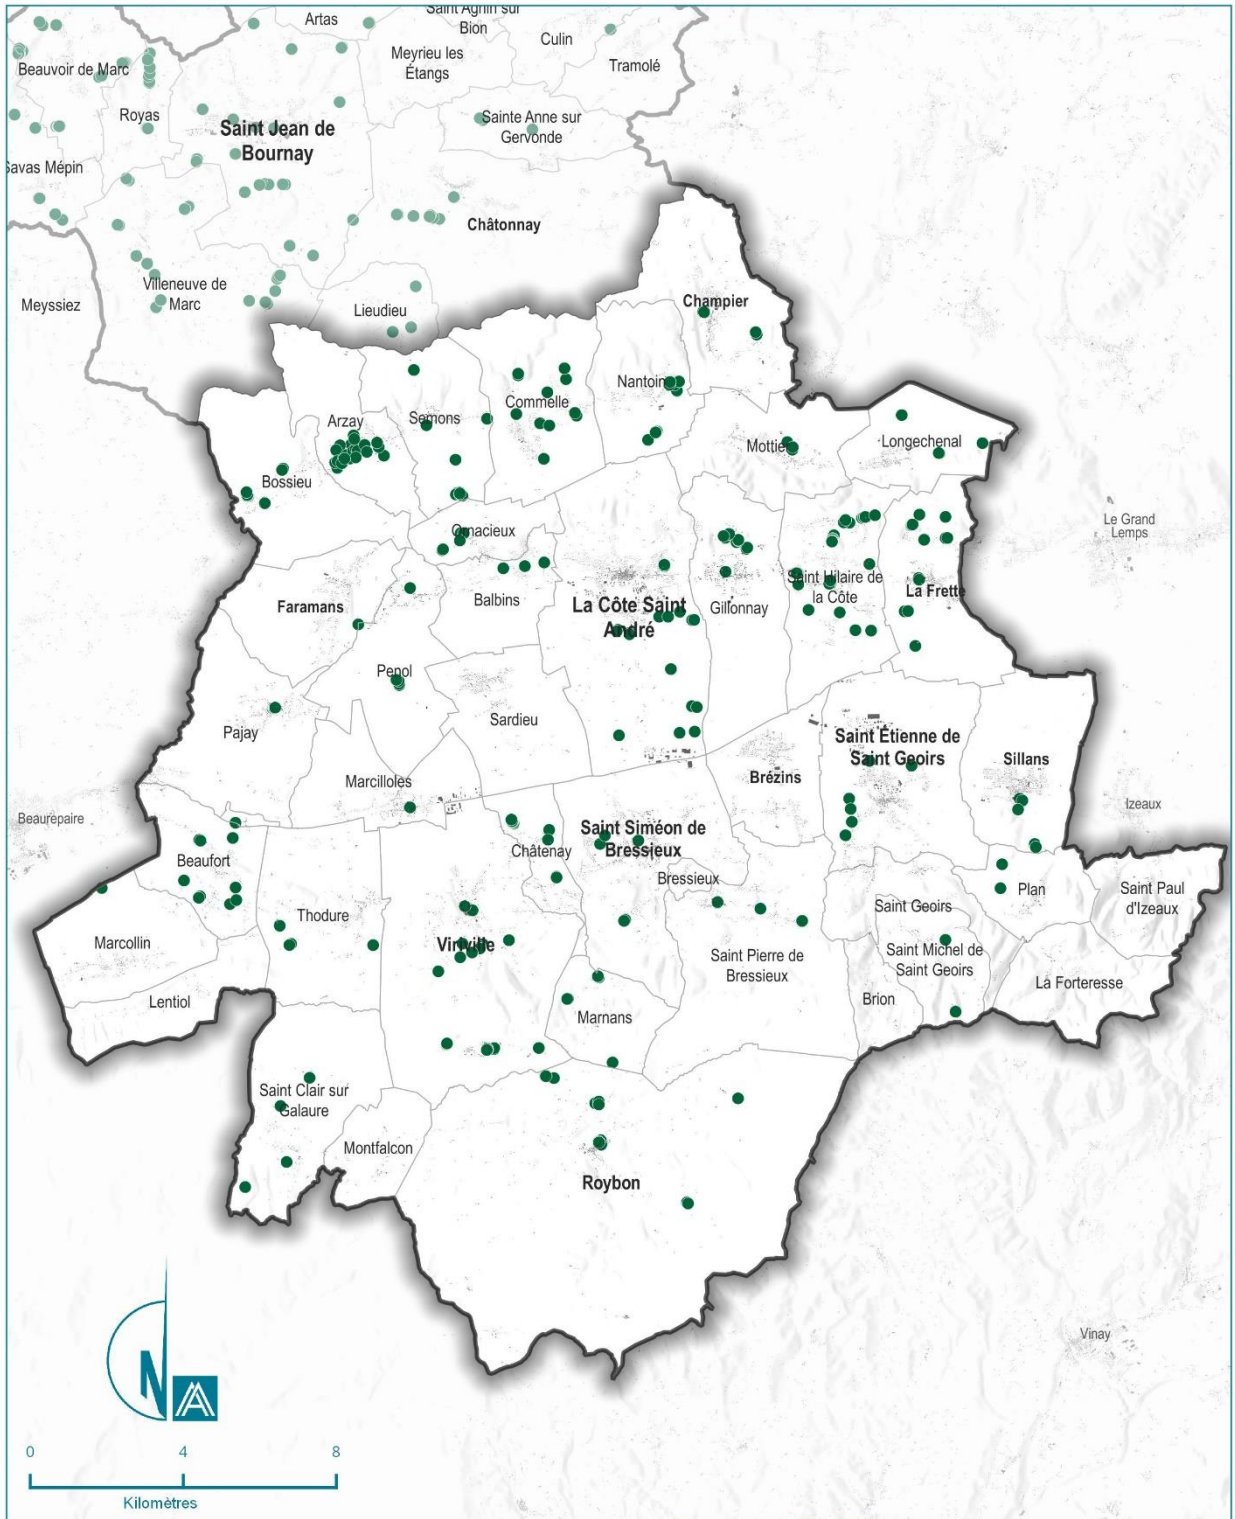 Artas
Saint Agnin sur
Bion
Culin
Beauvoir de Marc
Meyrieu les
Étangs
Tramolé
Royas
Saint Jean de
Bournay
Sainte Anne sur
Gervonde
Savas Mépin
Châtonnay
Villeneuve de
Marc
Meyssiez
Lieudieu
Champier
Nantoin
Commelle
Semons
Arzay
Mottier
Longechenal
Bossieu
Ornacieux
Le Grand
Lemps
Balbins
Faramans
La Côte Saint
André
Gillonnay
Saint Hilaire de
la Côte
La Frette
Penol
Sardieu
Pajay
Saint Étienne de
Saint Geoirs
Sillans
Marcilloles
Brézins
Beaurepaire
Izeaux
Saint Siméon de
Bressieux
Châtenay
Beaufort
Bressieux
Plan
Saint Paul
d'Izeaux
Thodure
Saint Geoirs
Marcollin
Viriville
Saint Michel de
Saint Geoirs
Saint Pierre de
Bressieux
La Forteresse
Lentiol
Brion
Marnans
Saint Clair sur
Galaure
Montfalcon
Roybon
Vinay
N
0 4 8
Kilomètres